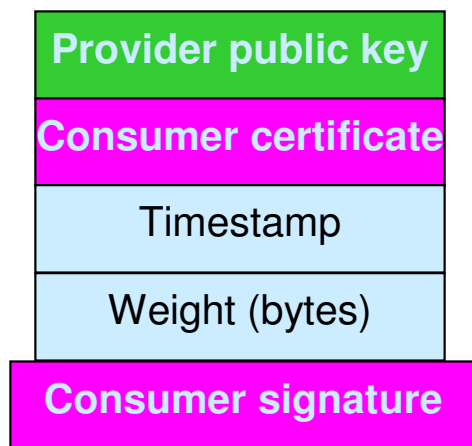 Provider public key
Consumer certificate
Timestamp
Weight (bytes)
Consumer signature